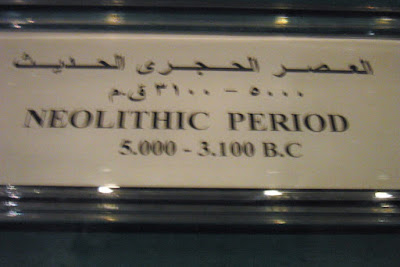 العصر الحجرى الحديث
٥٠٠٠ - ٣١٠٠ ق.م
NEOLITHIC PERIOD
5.000 - 3.100 B.C